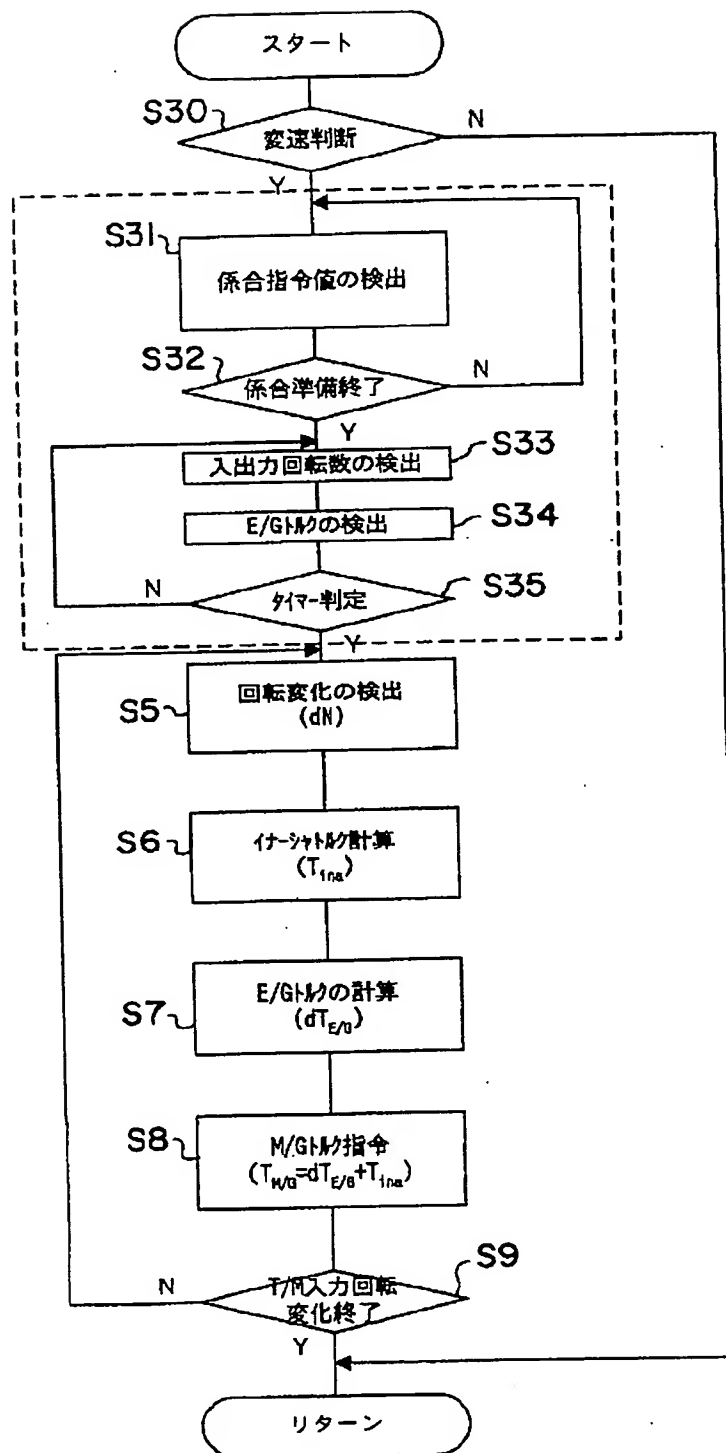 スタート
S30
変速判断
N
Y
S31
係合指令値の検出
S32
係合準備終了
N
Y
入出力回転数の検出
S33
E/Gトルクの検出
S34
N
タイマー判定
S35
Y
回転変化の検出
(dN)
S5
イナーシャトルク計算
(Tina)
S6
E/Gトルクの計算
(dTE/G)
S7
M/Gトルク指令
(TM/G=dTE/G+Tina)
S8
N
T/M入力回転
変化終了
S9
Y
リターン